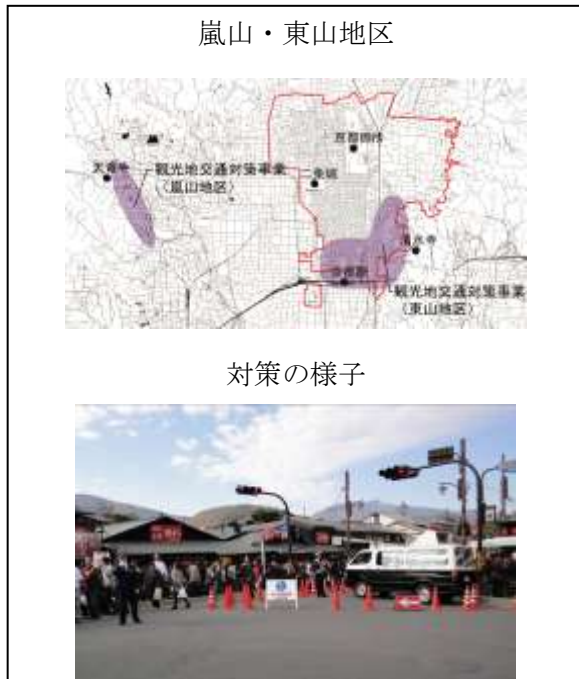 嵐山・東山地区
京都御所
天龍寺
観光地交通対策事業
(嵐山地区)
二条城
清水寺
京都駅
観光地交通対策事業
(東山地区)
対策の様子